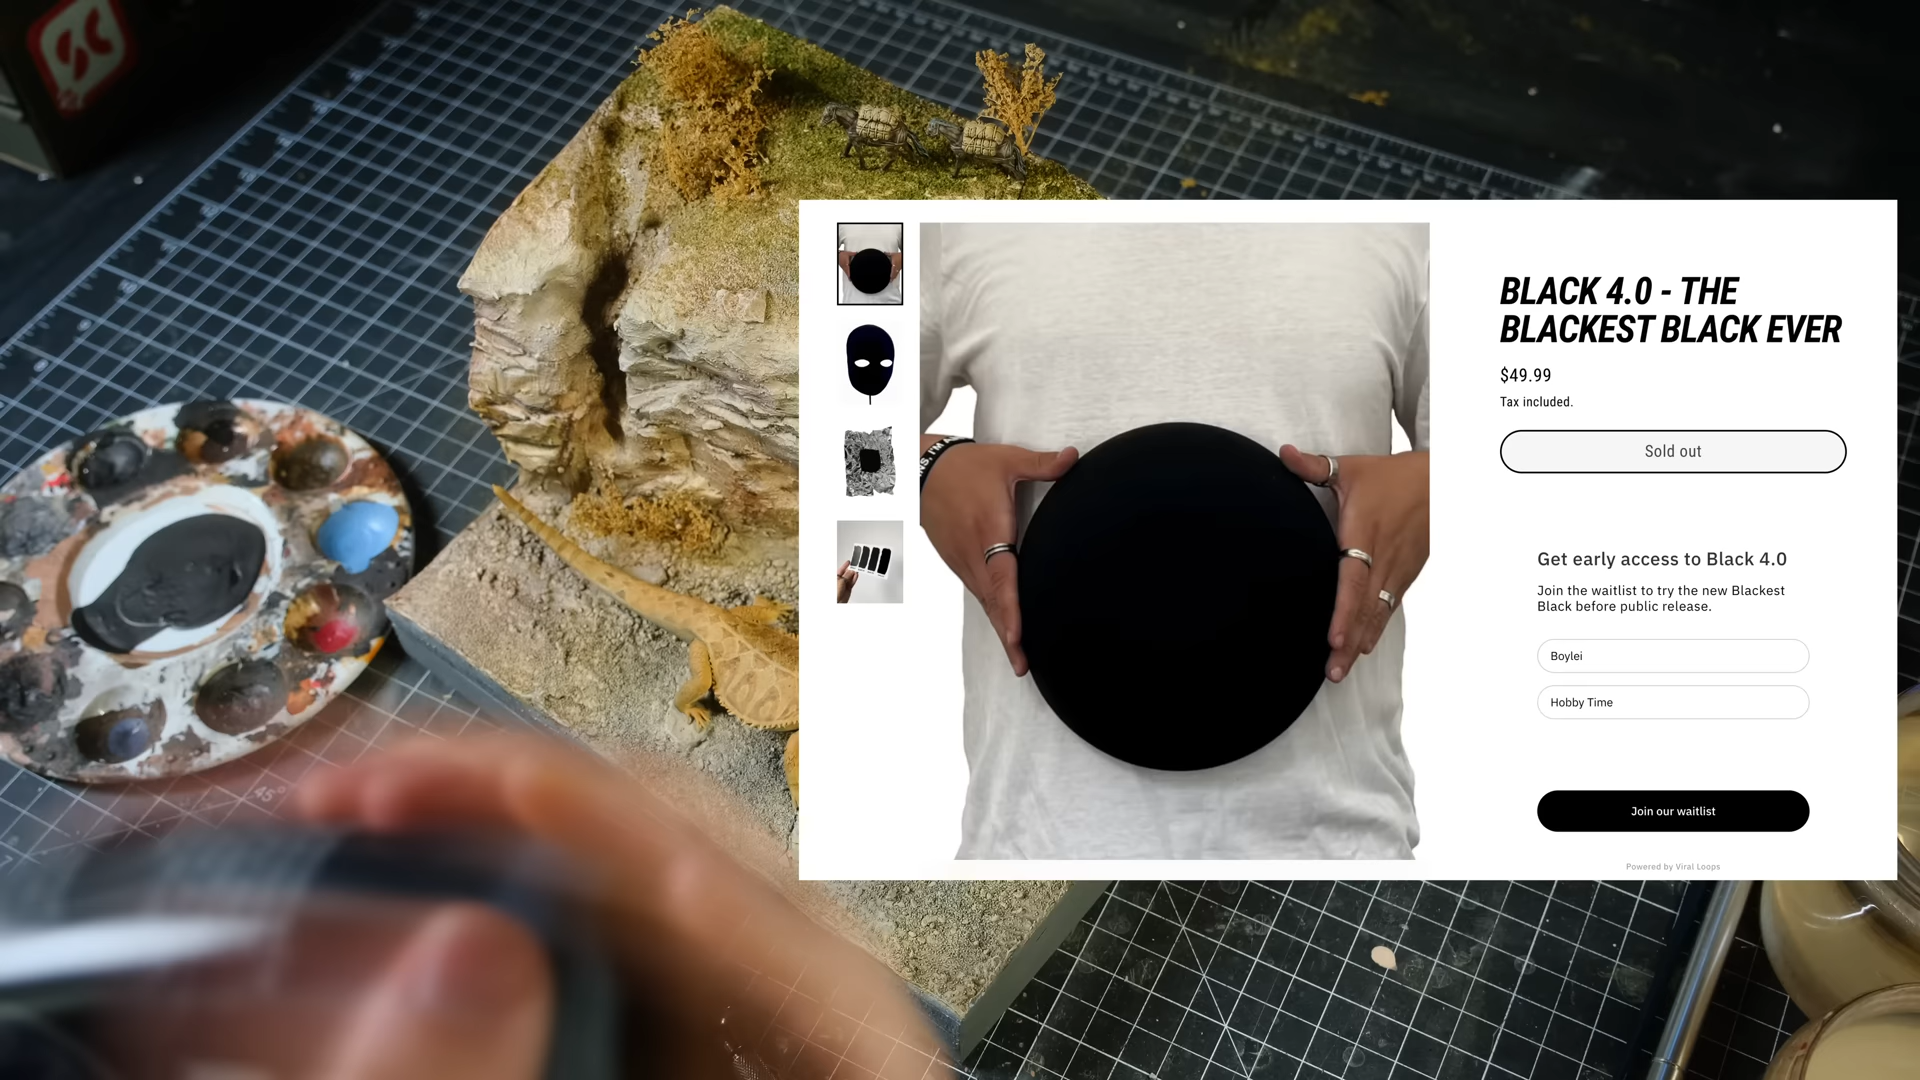 BLACK 4.0 - THE
BLACKEST BLACK EVER
$49.99
Tax included.
Sold out
Get early access to Black 4.0
Join the waitlist to try the new Blackest
Black before public release.
Boylei
Hobby Time
Join our waitlist
Powered by Viral Loops